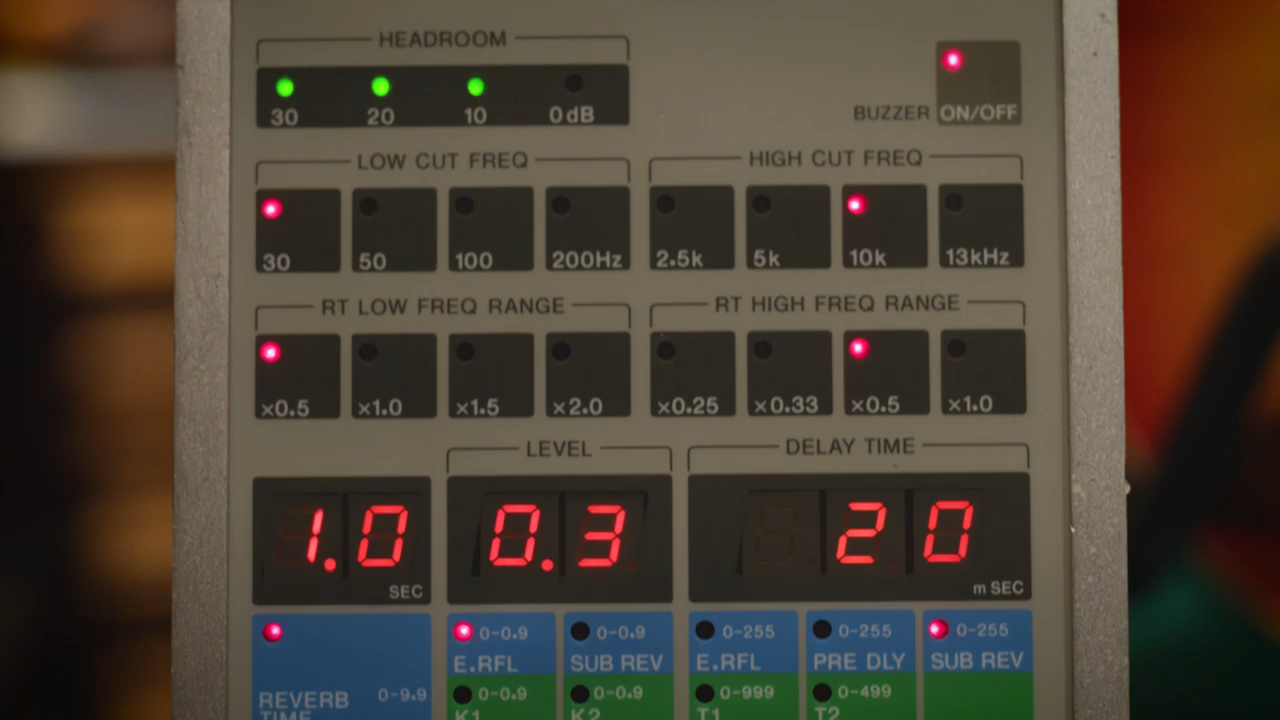 HEADROOM
30 20 10 0 dB
BUZZER ON/OFF
LOW CUT FREQ
30 50 100 200Hz
HIGH CUT FREQ
2.5k 5k 10k 13kHz
RT LOW FREQ RANGE
×0.5 ×1.0 ×1.5 ×2.0
RT HIGH FREQ RANGE
×0.25 ×0.33 ×0.5 ×1.0
LEVEL
DELAY TIME
1.0 SEC
0.3
20 m SEC
REVERB 0-9.9
TIME
0-0.9
E.RFL
0-0.9
SUB REV
0-255
E.RFL
0-255
PRE DLY
0-255
SUB REV
0-0.9
K1
0-0.9
K2
0-999
T1
0-499
T2